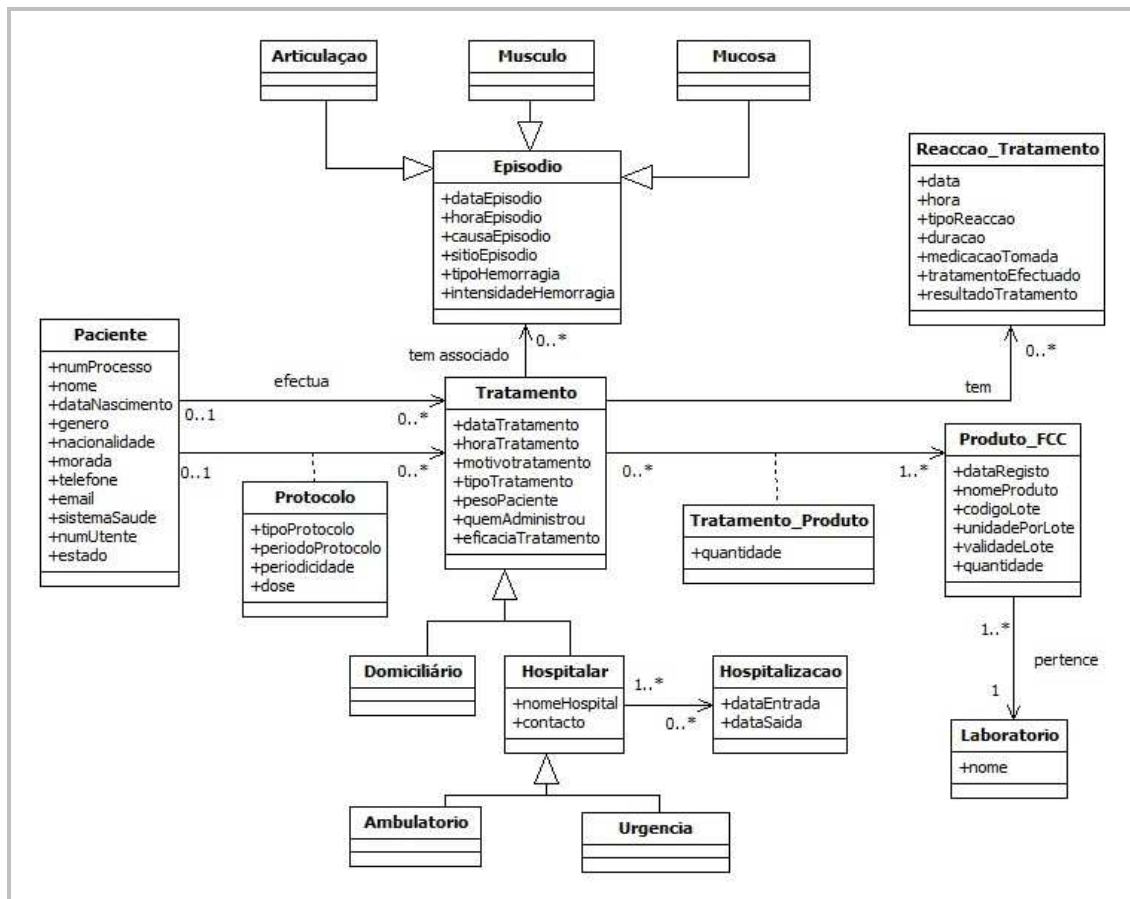 Articulaçao
Musculo
Mucosa
Episodio
+dataEpisodio
+horaEpisodio
+causaEpisodio
+sitioEpisodio
+tipoHemorragia
+intensidadeHemorragia
Reaccao_Tratamento
+data
+hora
+tipoReaccao
+duracao
+medicacaoTomada
+tratamentoEfectuado
+resultadoTratamento
Paciente
+numProcesso
+nome
+dataNascimento
+genero
+nacionalidade
+morada
+telefone
+email
+sistemaSaude
+numUtente
+estado
tem associado
0..*
efectua
0..1
0..*
0..1
0..*
Tratamento
+dataTratamento
+horaTratamento
+motivotratamento
+tipoTratamento
+pesoPaciente
+quemAdministrou
+eficaciaTratamento
0..*
tem
0..*
1..*
Produto_FCC
+dataRegisto
+nomeProduto
+codigoLote
+unidadePorLote
+validadeLote
+quantidade
Protocolo
+tipoProtocolo
+periodoProtocolo
+periodicidade
+dose
Tratamento_Produto
+quantidade
1..*
pertence
1
Domiciliário
Hospitalar
+nomeHospital
+contacto
1..*
0..*
Hospitalizacao
+dataEntrada
+dataSaida
Laboratorio
+nome
Ambulatorio
Urgencia